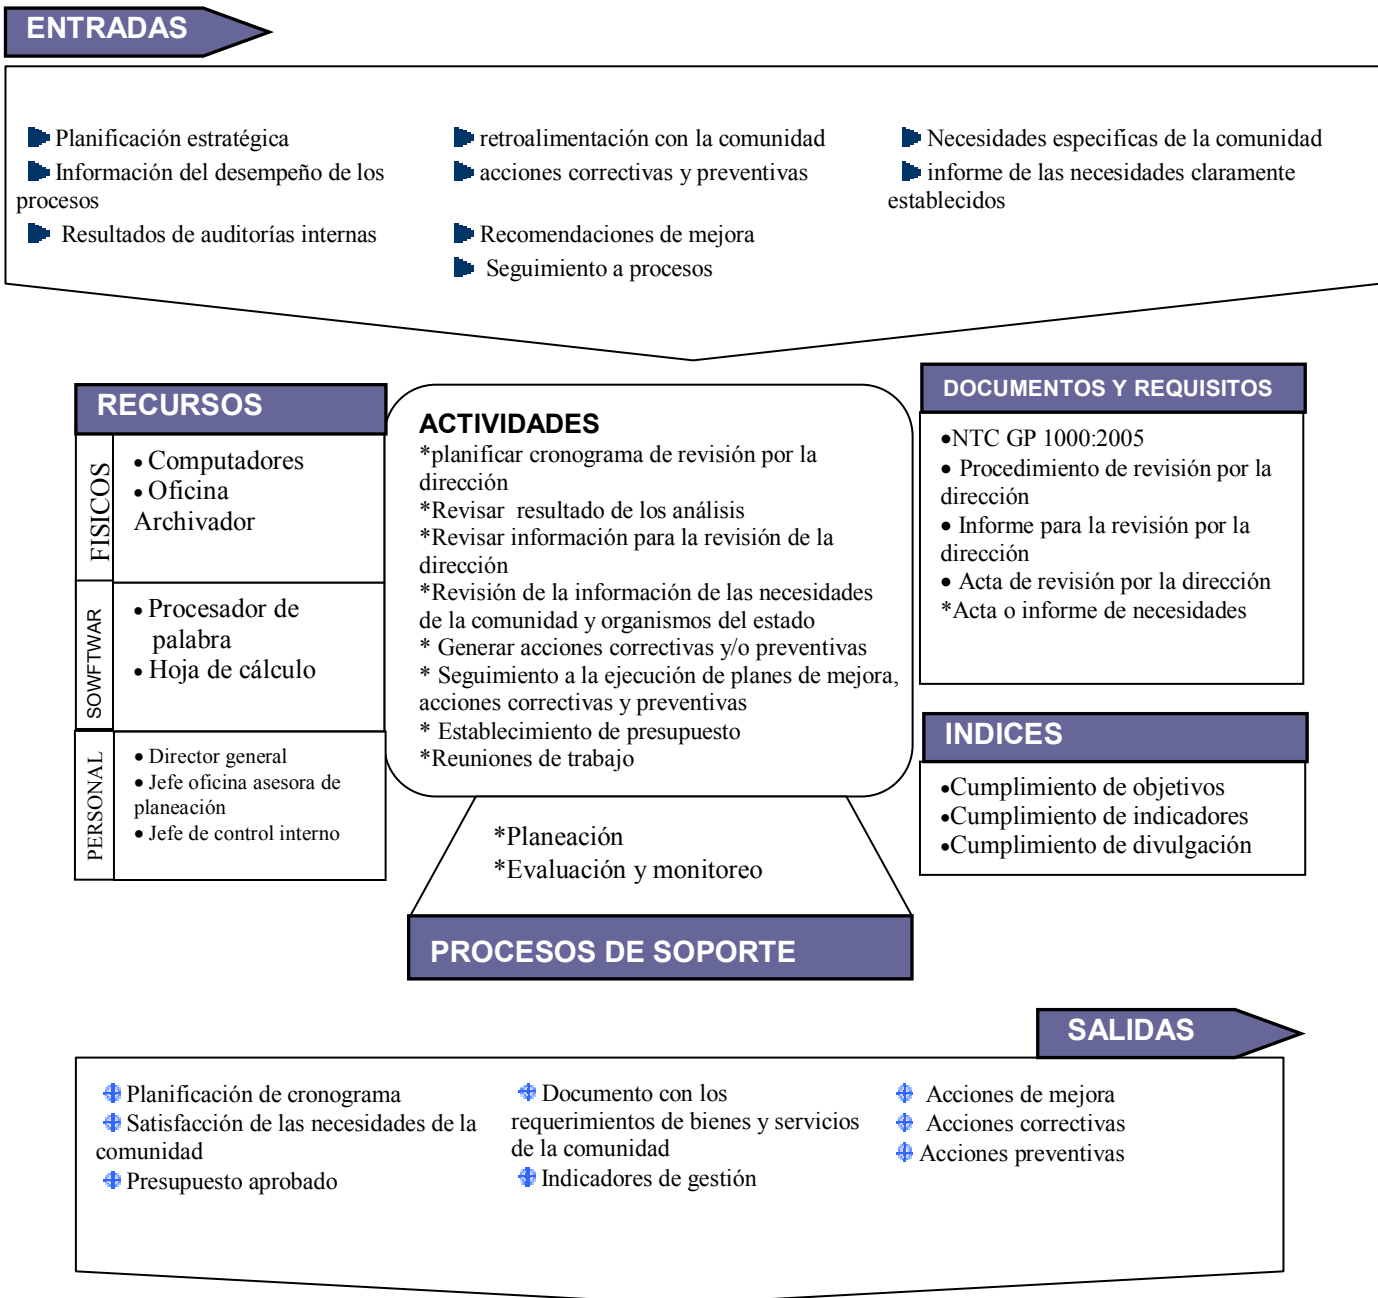 ENTRADAS
Planificación estratégica
Información del desempeño de los
procesos
Resultados de auditorías internas
retroalimentación con la comunidad
acciones correctivas y preventivas
Recomendaciones de mejora
Seguimiento a procesos
Necesidades especificas de la comunidad
informe de las necesidades claramente
establecidos
RECURSOS
FISICOS
• Computadores
• Oficina
Archivador
SOWFTWAR
• Procesador de
palabra
• Hoja de cálculo
PERSONAL
• Director general
• Jefe oficina asesora de
planeación
• Jefe de control interno
ACTIVIDADES
*planificar cronograma de revisión por la
dirección
*Revisar resultado de los análisis
*Revisar información para la revisión de la
dirección
*Revisión de la información de las necesidades
de la comunidad y organismos del estado
* Generar acciones correctivas y/o preventivas
* Seguimiento a la ejecución de planes de mejora,
acciones correctivas y preventivas
* Establecimiento de presupuesto
*Reuniones de trabajo
*Planeación
*Evaluación y monitoreo
PROCESOS DE SOPORTE
DOCUMENTOS Y REQUISITOS
•NTC GP 1000:2005
• Procedimiento de revisión por la
dirección
• Informe para la revisión por la
dirección
• Acta de revisión por la dirección
*Acta o informe de necesidades
INDICES
•Cumplimiento de objetivos
•Cumplimiento de indicadores
•Cumplimiento de divulgación
SALIDAS
Planificación de cronograma
Satisfacción de las necesidades de la
comunidad
Presupuesto aprobado
Documento con los
requerimientos de bienes y servicios
de la comunidad
Indicadores de gestión
Acciones de mejora
Acciones correctivas
Acciones preventivas